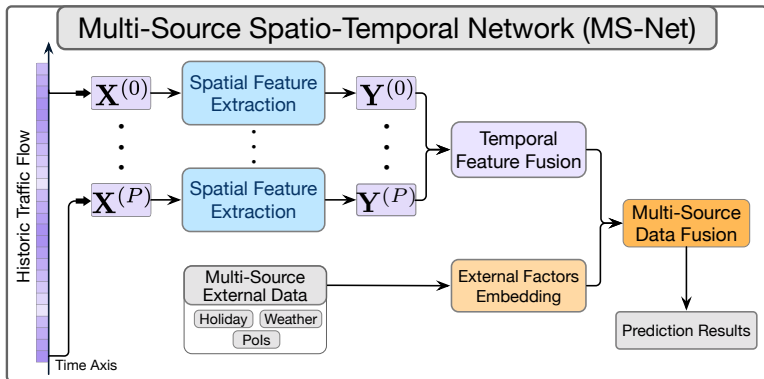 Multi-Source Spatio-Temporal Network (MS-Net)
Historic Traffic Flow
X^(0)
Spatial Feature
Extraction
Y^(0)
Temporal
Feature Fusion
X^(P)
Spatial Feature
Extraction
Y^(P)
Multi-Source
Data Fusion
Multi-Source
External Data
Holiday
Weather
PoIs
External Factors
Embedding
Prediction Results
Time Axis